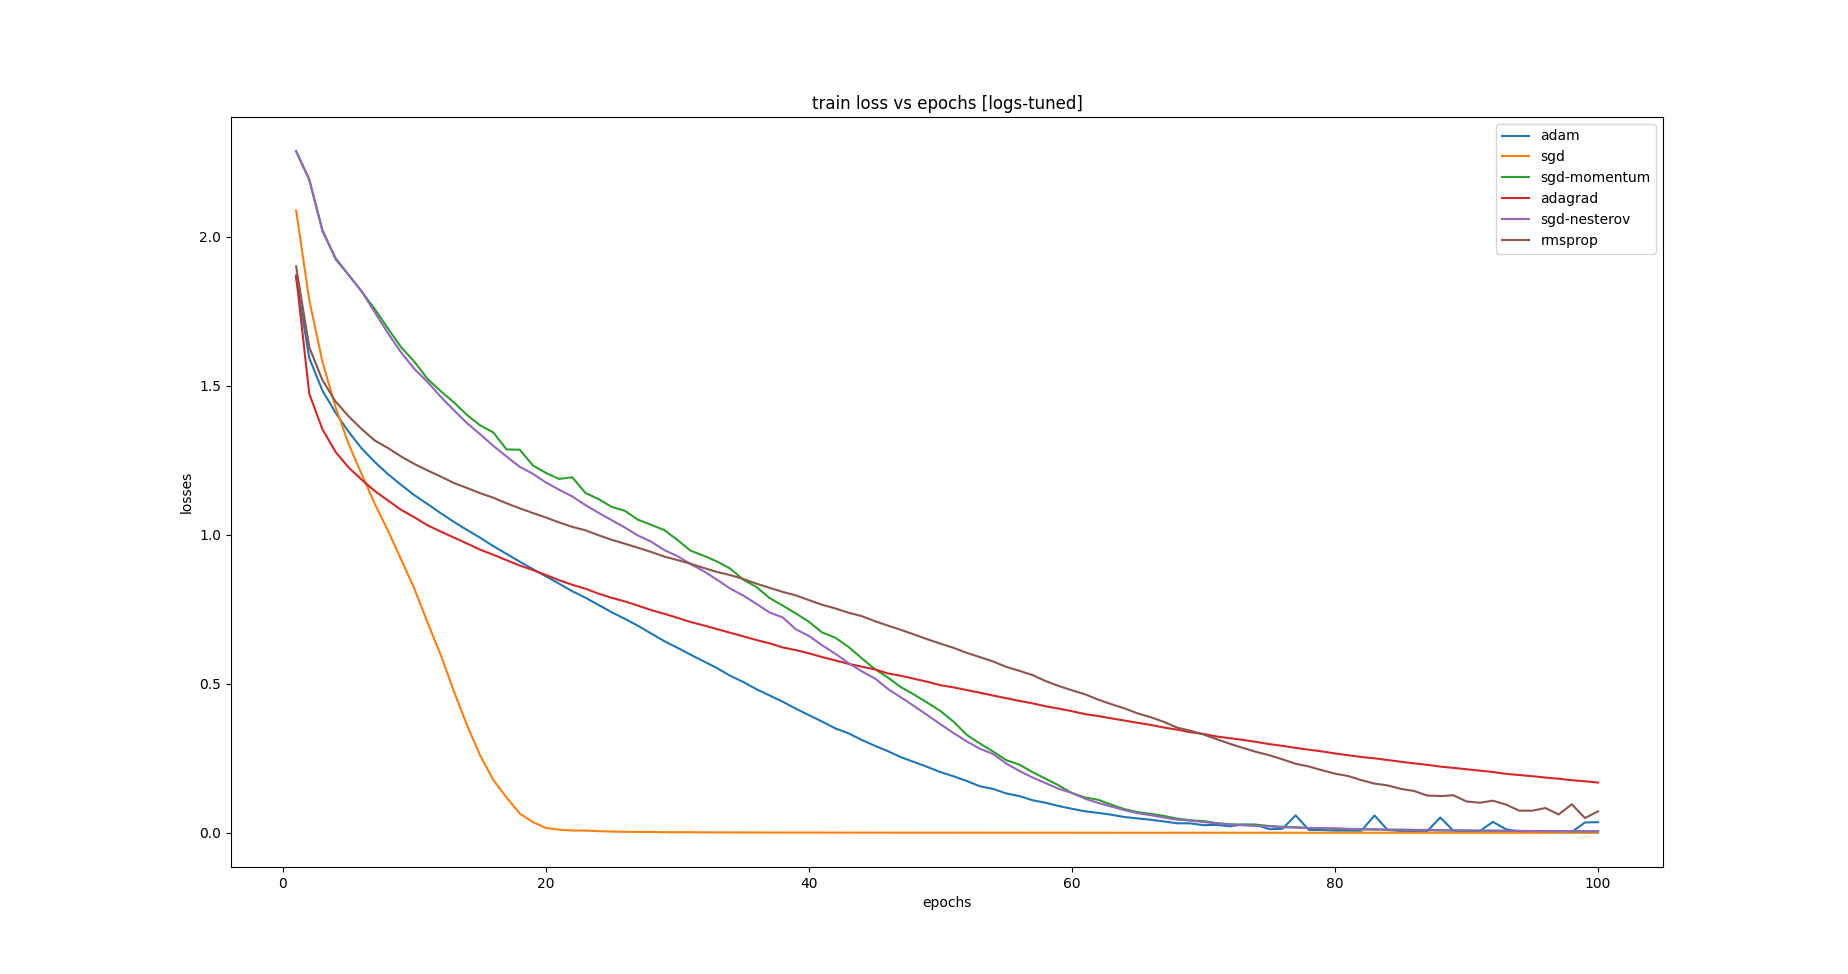 train loss vs epochs [logs-tuned]
adam
sgd
sgd-momentum
adagrad
sgd-nesterov
rmsprop
2.0
1.5
1.0
0.5
0.0
losses
0
20
40
60
80
100
epochs